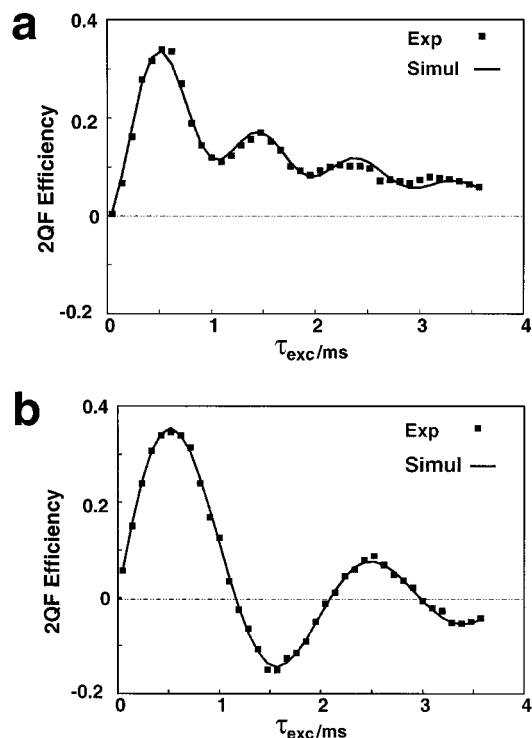 a
0.4
Exp
Simul
0.2
0
-0.2
2QF Efficiency
0 1 2 3 4
τexc/ms
b
0.4
Exp
Simul
0.2
0
-0.2
2QF Efficiency
0 1 2 3 4
τexc/ms